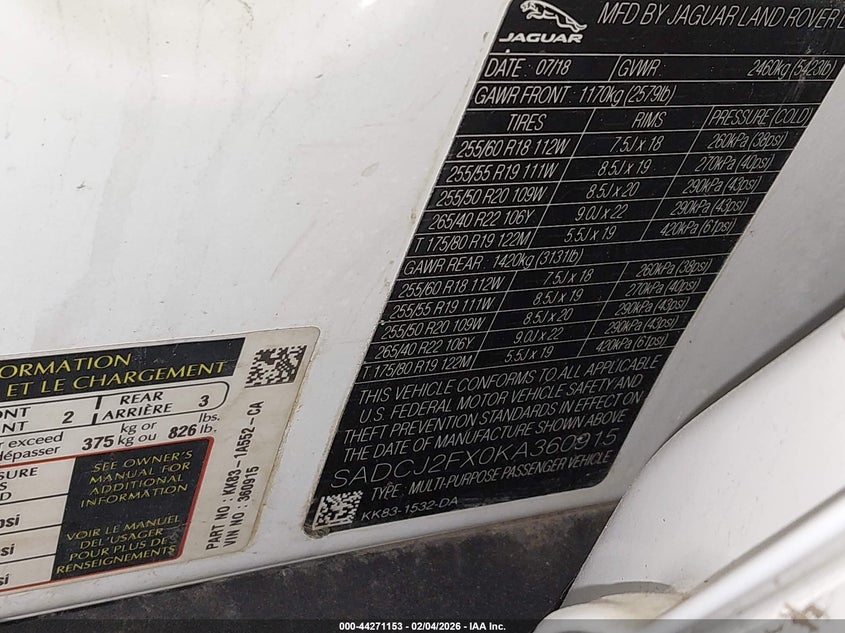 JAGUAR
MFD BY JAGUAR LAND ROVER
DATE : 07/18 GVWR : 2460kg (5423lb)
GAWR FRONT : 1170kg (2579lb)
TIRES RIMS PRESSURE (COLD)
255/60 R18 112W 7.5J x 18 260kPa (38psi)
255/55 R19 111W 8.5J x 19 270kPa (40psi)
255/50 R20 109W 8.5J x 20 290kPa (43psi)
265/40 R22 106Y 9.0J x 22 290kPa (43psi)
T 175/80 R19 122M 5.5J x 19 420kPa (61psi)
GAWR REAR : 1420kg (3131lb)
255/60 R18 112W 7.5J x 18 260kPa (38psi)
255/55 R19 111W 8.5J x 19 270kPa (40psi)
255/50 R20 109W 8.5J x 20 290kPa (43psi)
265/40 R22 106Y 9.0J x 22 290kPa (43psi)
T 175/80 R19 122M 5.5J x 19 420kPa (61psi)
THIS VEHICLE CONFORMS TO ALL APPLICABLE
U.S. FEDERAL MOTOR VEHICLE SAFETY AND
THEFT PREVENTION STANDARDS IN EFFECT ON
THE DATE OF MANUFACTURE SHOWN ABOVE
SADCJ2FX0KA360915
TYPE : MULTI-PURPOSE PASSENGER VEHICLE
KK83-1532-DA
ET LE CHARGEMENT
2 REAR 3
ARRIÈRE
exceed 375 kg or 826 lbs.
kg ou lb.
SEE OWNER'S
MANUAL FOR
ADDITIONAL
INFORMATION
VOIR LE MANUEL
DE L'USAGER
POUR PLUS DE
RENSEIGNEMENTS
PART NO : KK83-1A552-CA
VIN NO : 360915
000-44271153 - 02/04/2026 - IAA Inc.